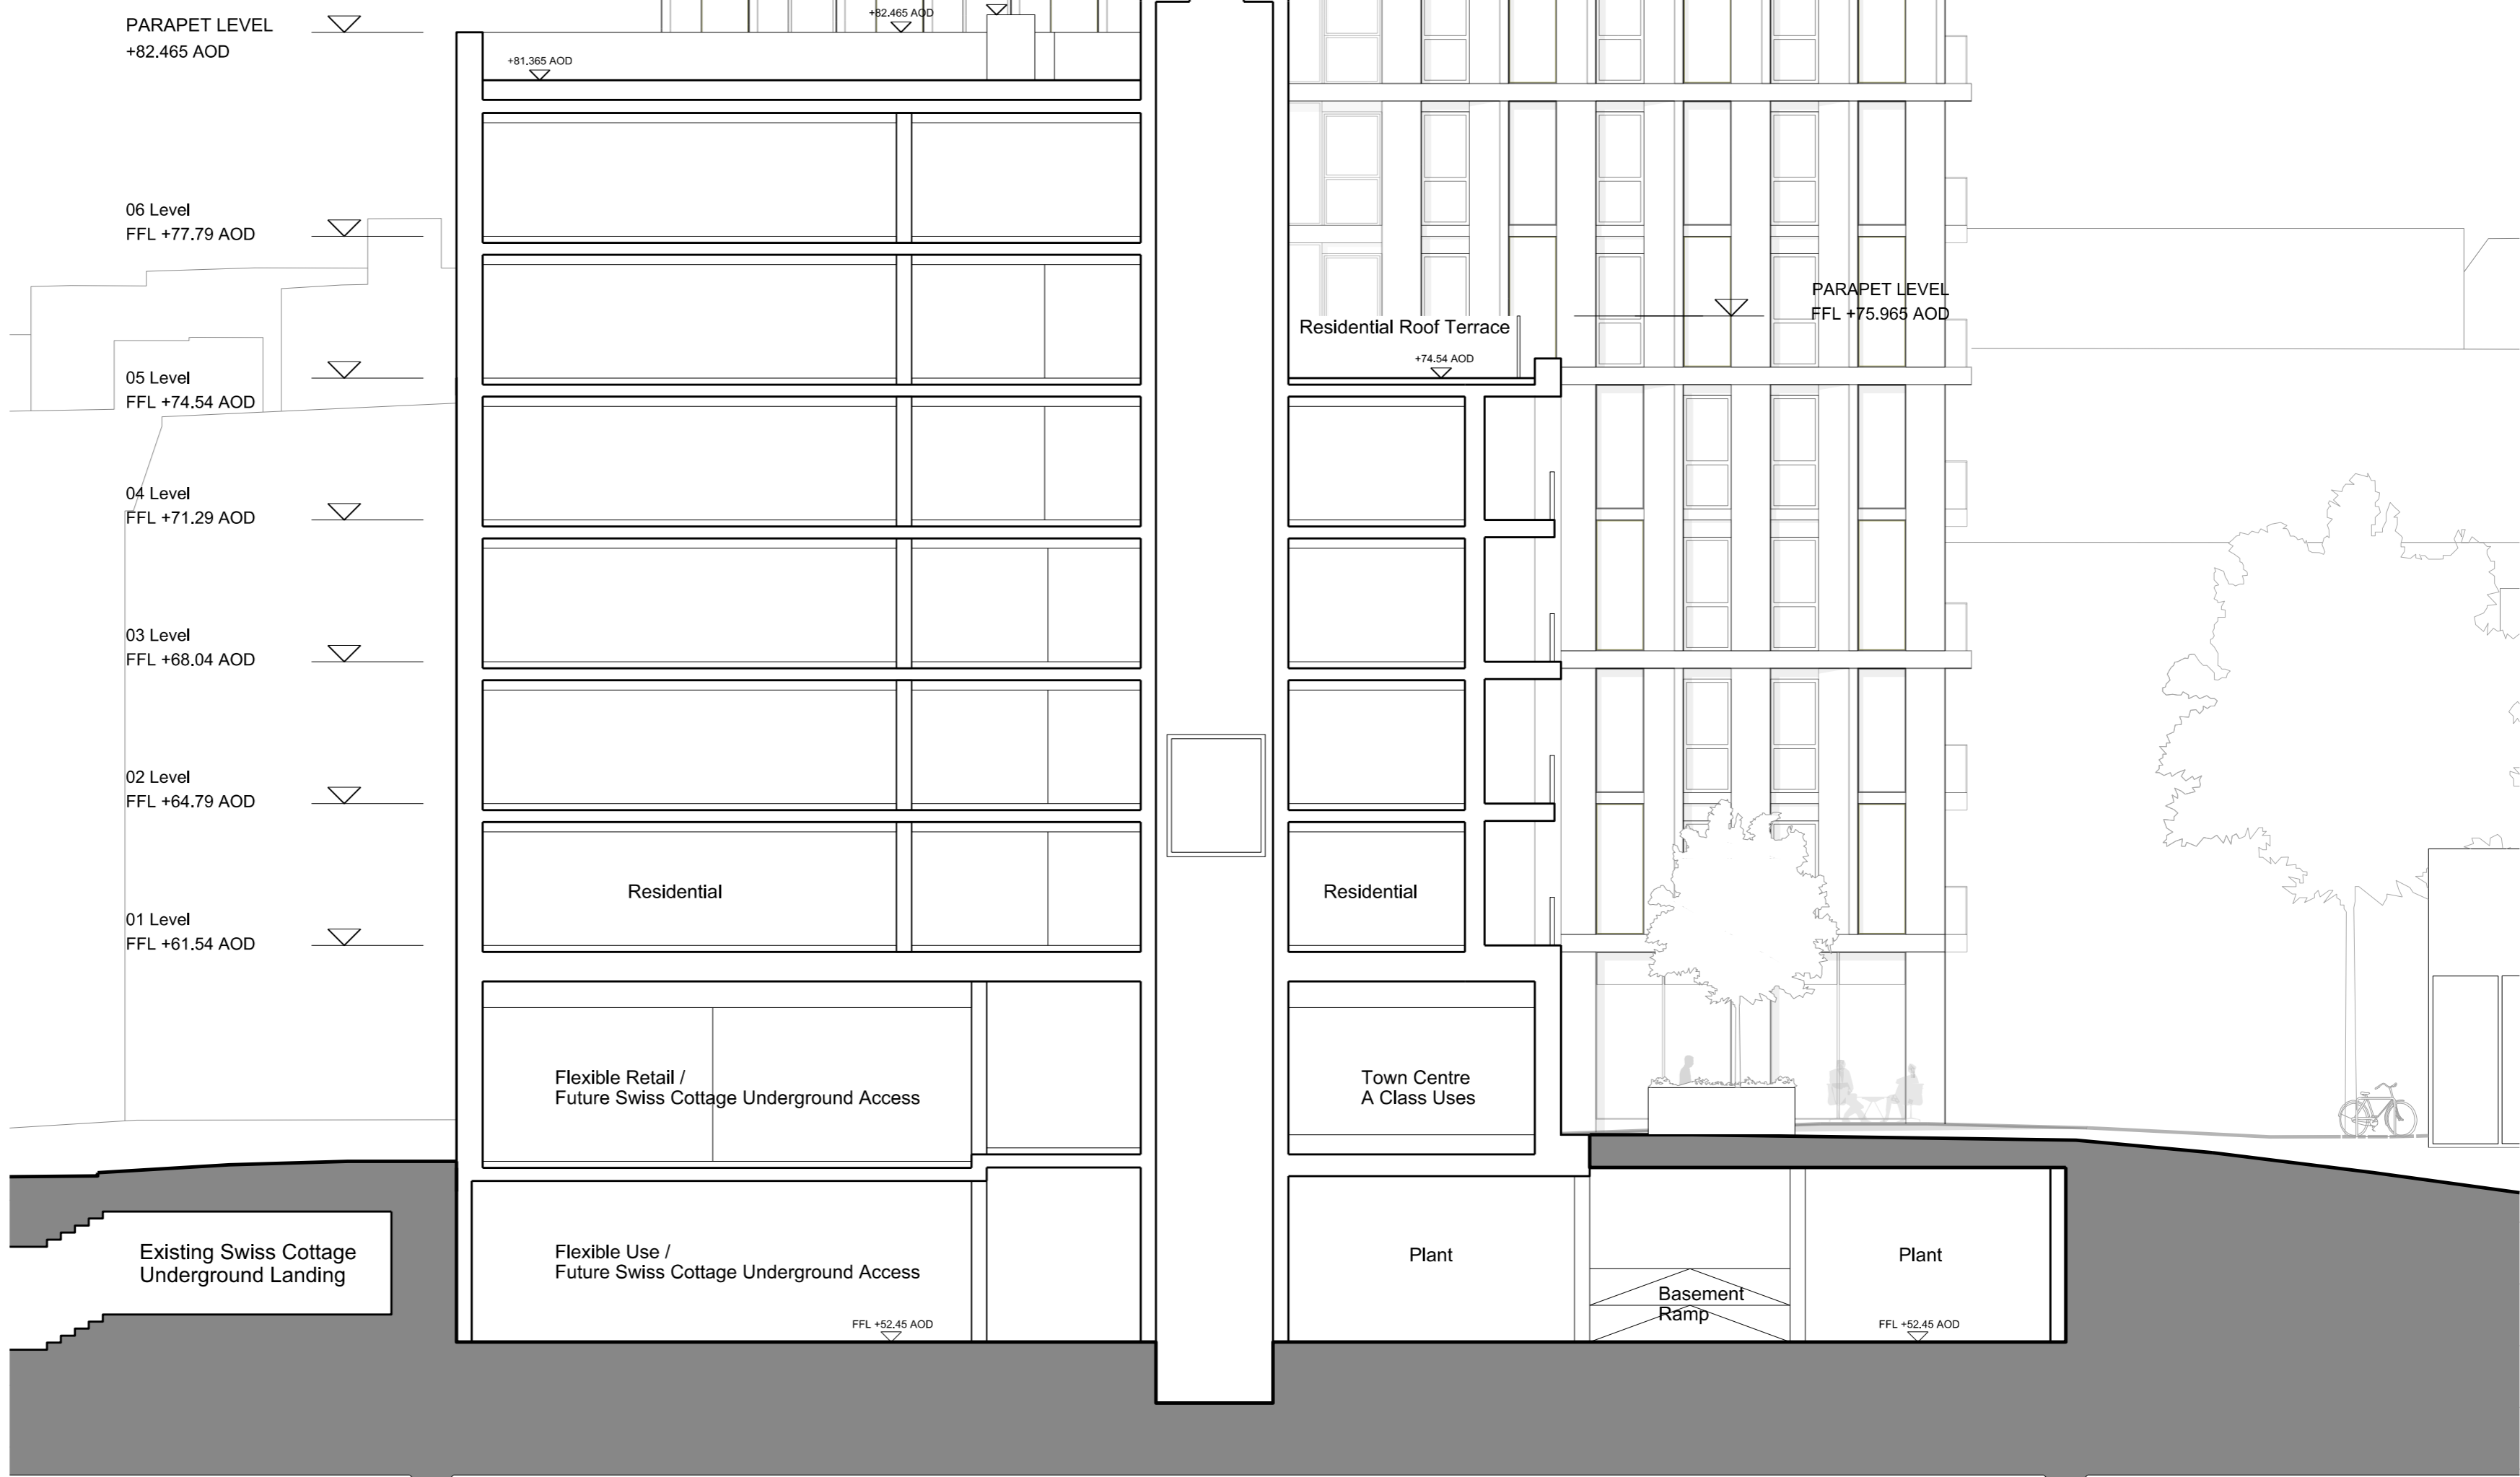 PARAPET LEVEL
+82.465 AOD
+82.465 AOD
+81.365 AOD
06 Level
FFL +77.79 AOD
PARAPET LEVEL
FFL +75.965 AOD
Residential Roof Terrace
+74.54 AOD
05 Level
FFL +74.54 AOD
04 Level
FFL +71.29 AOD
03 Level
FFL +68.04 AOD
02 Level
FFL +64.79 AOD
Residential
Residential
01 Level
FFL +61.54 AOD
Flexible Retail /
Future Swiss Cottage Underground Access
Town Centre
A Class Uses
Existing Swiss Cottage
Underground Landing
Flexible Use /
Future Swiss Cottage Underground Access
Plant
Plant
Basement
Ramp
FFL +52.45 AOD
FFL +52.45 AOD